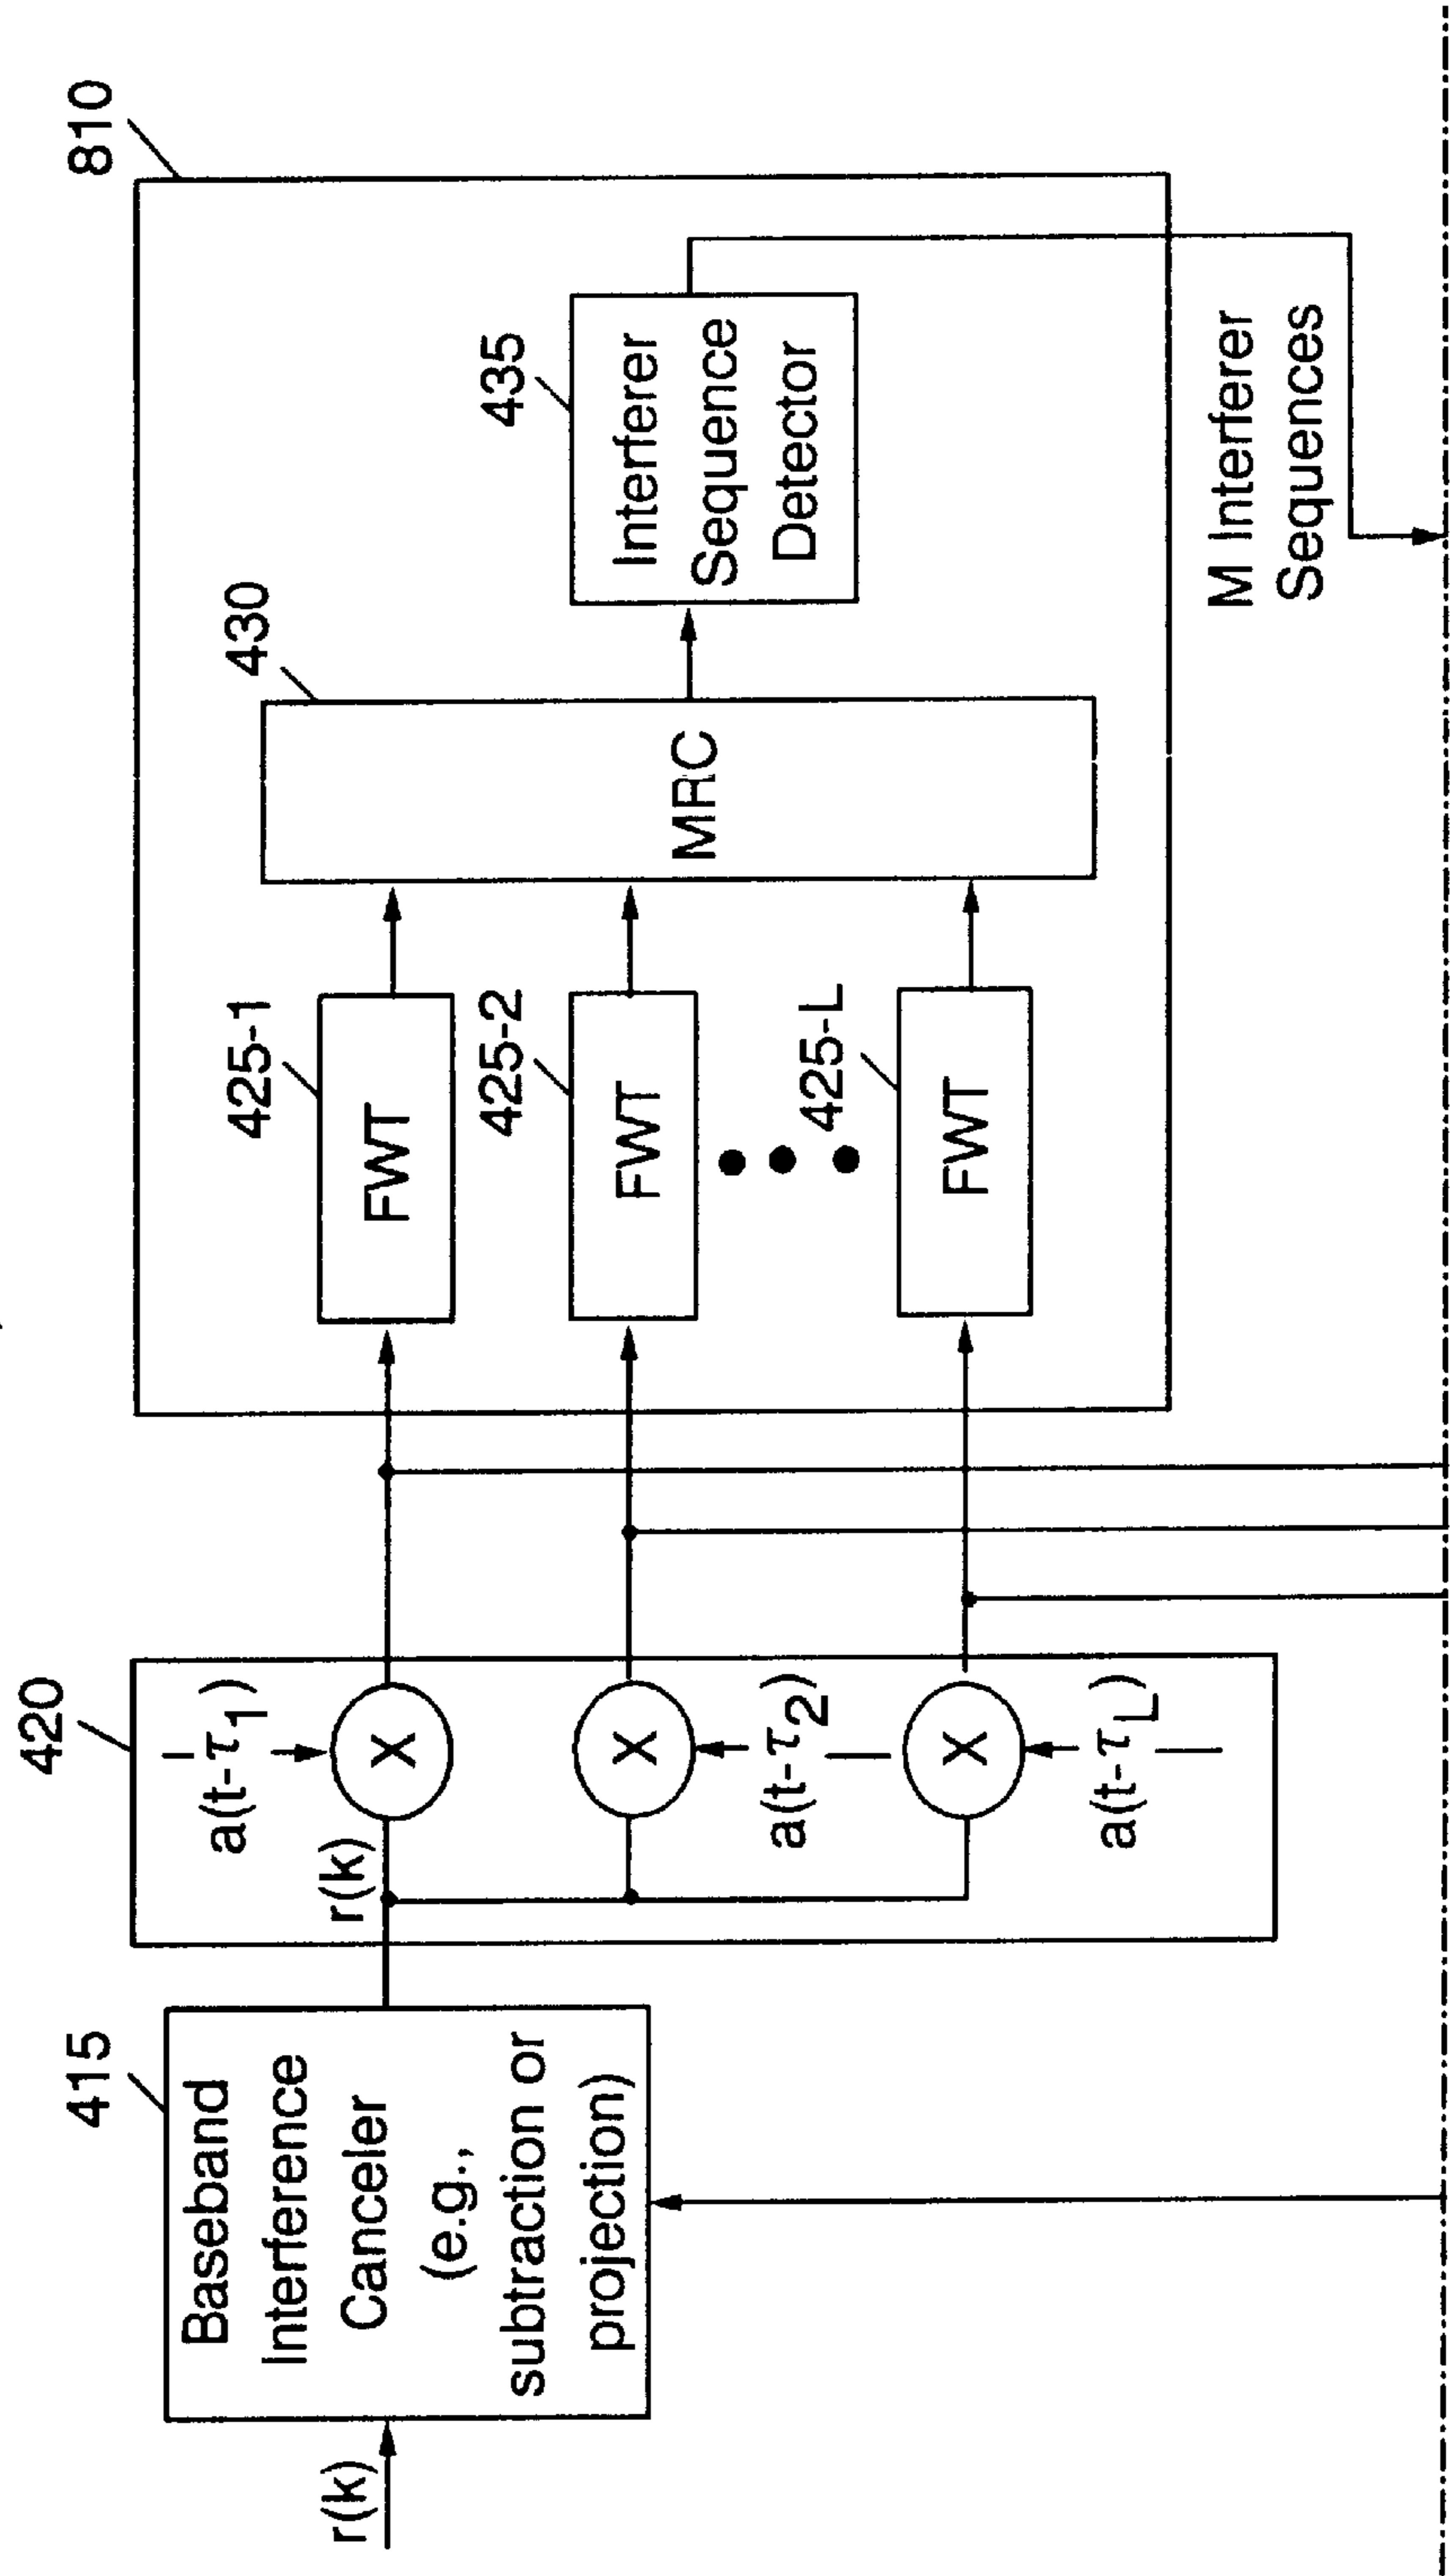 r(k)
415
Baseband
Interference
Canceler
(e.g.,
subtraction or
projection)
420
a(t-τ1)
r(k)
X
X
a(t-τ2)
X
a(t-τL)
810
425-1
FWT
425-2
FWT
425-L
FWT
430
MRC
435
Interferer
Sequence
Detector
M Interferer
Sequences